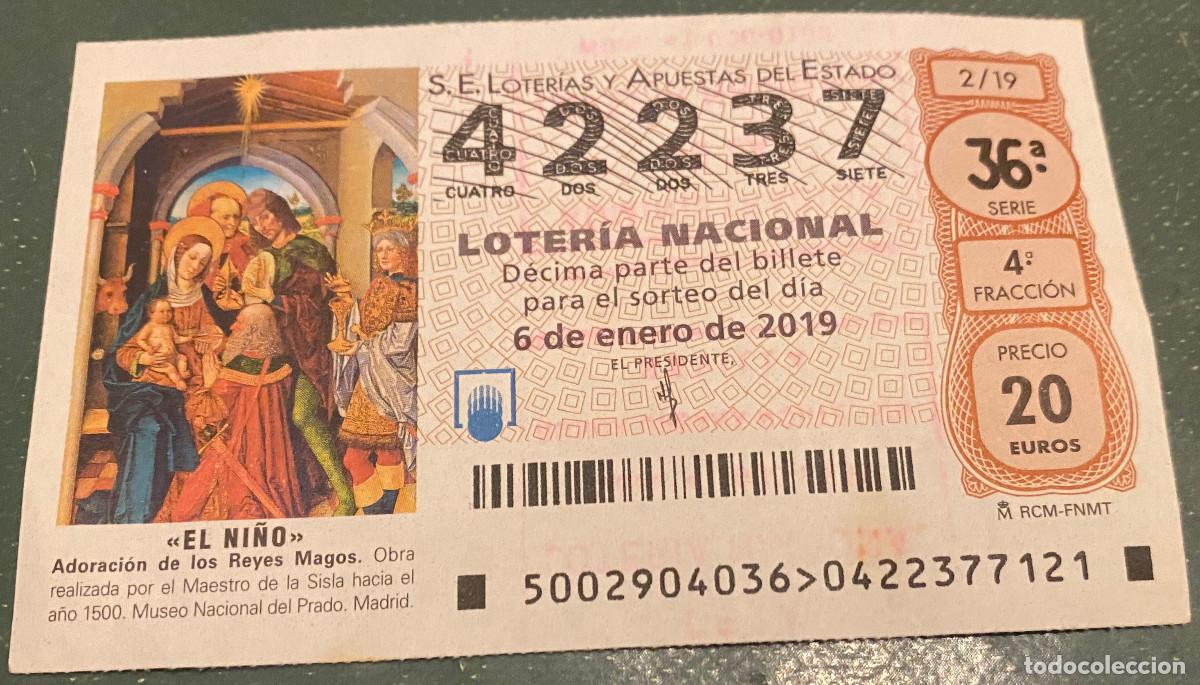 S.E. LOTERÍAS Y APUESTAS DEL ESTADO
42237
CUATRO DOS DOS TRES SIETE
LOTERÍA NACIONAL
Décima parte del billete
para el sorteo del día
6 de enero de 2019
EL PRESIDENTE,
2/19
36ª
SERIE
4ª
FRACCIÓN
PRECIO
20
EUROS
RCM-FNMT
«EL NIÑO»
Adoración de los Reyes Magos. Obra
realizada por el Maestro de la Sisla hacia el
año 1500. Museo Nacional del Prado. Madrid.
5002904036>0422377121
todocoleccion